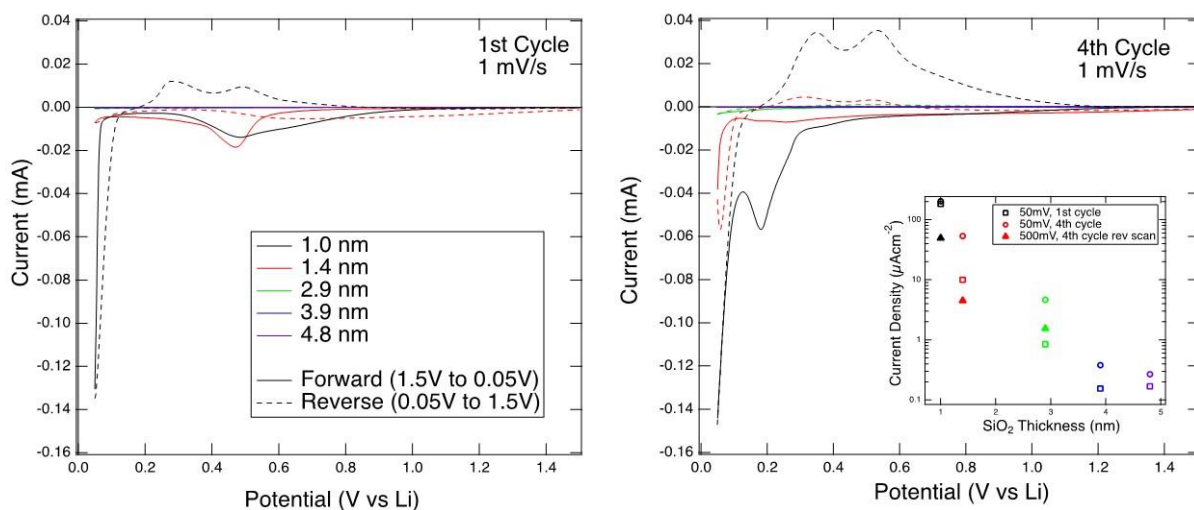 1st Cycle
1 mV/s
0.04
0.02
0.00
-0.02
-0.04
-0.06
-0.08
-0.10
-0.12
-0.14
-0.16
Current (mA)
1.0 nm
1.4 nm
2.9 nm
3.9 nm
4.8 nm
Forward (1.5V to 0.05V)
Reverse (0.05V to 1.5V)
0.0 0.2 0.4 0.6 0.8 1.0 1.2 1.4
Potential (V vs Li)
4th Cycle
1 mV/s
0.04
0.02
0.00
-0.02
-0.04
-0.06
-0.08
-0.10
-0.12
-0.14
-0.16
Current (mA)
50mV, 1st cycle
50mV, 4th cycle
500mV, 4th cycle rev scan
100
10
1
0.1
Current Density (µAcm⁻²)
1 2 3 4 5
SiO₂ Thickness (nm)
0.0 0.2 0.4 0.6 0.8 1.0 1.2 1.4
Potential (V vs Li)